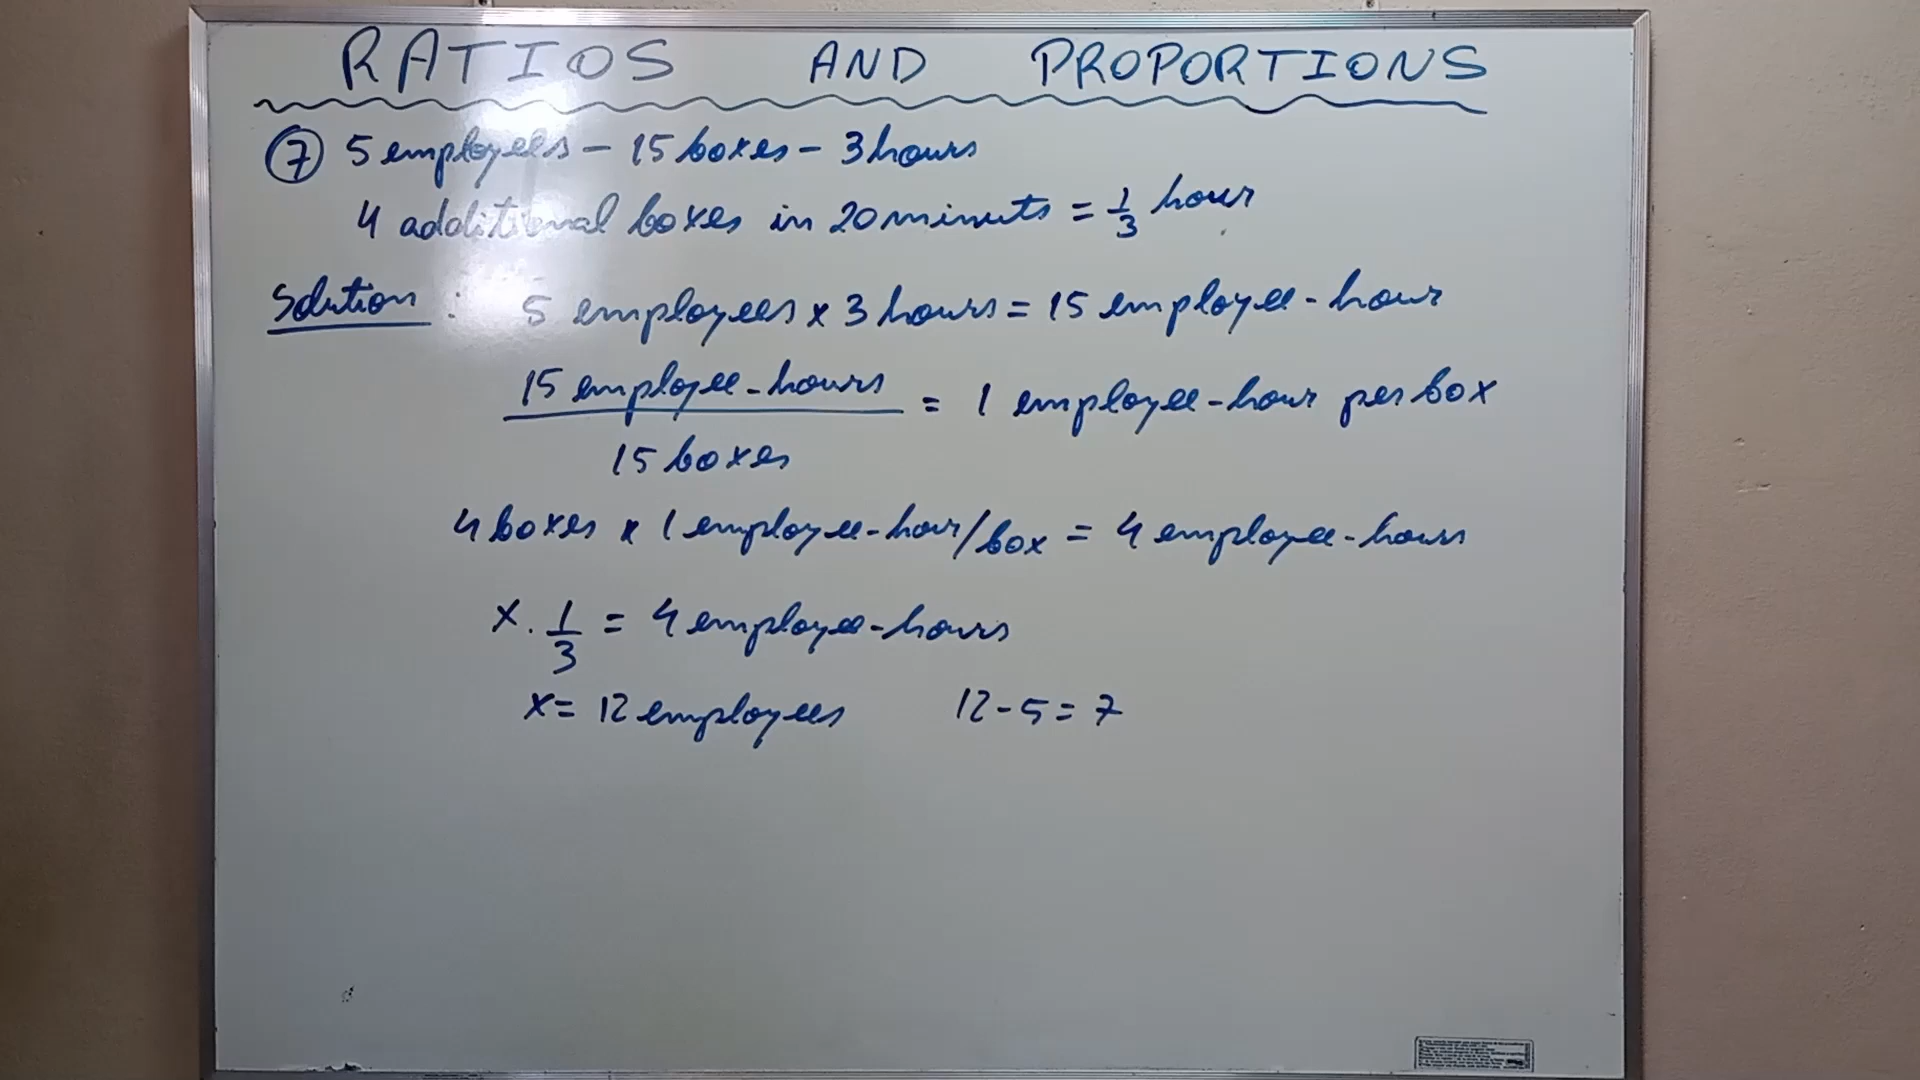 RATIOS AND PROPORTIONS
7 5 employees - 15 boxes - 3 hours
4 additional boxes in 20 minuts = 1/3 hour
Solution : 5 employees x 3 hours = 15 employee-hour
15 employee-hours / 15 boxes = 1 employee-hour per box
4 boxes x 1 employee-hour/box = 4 employee-hours
x · 1/3 = 4 employee-hours
x = 12 employees 12 - 5 = 7